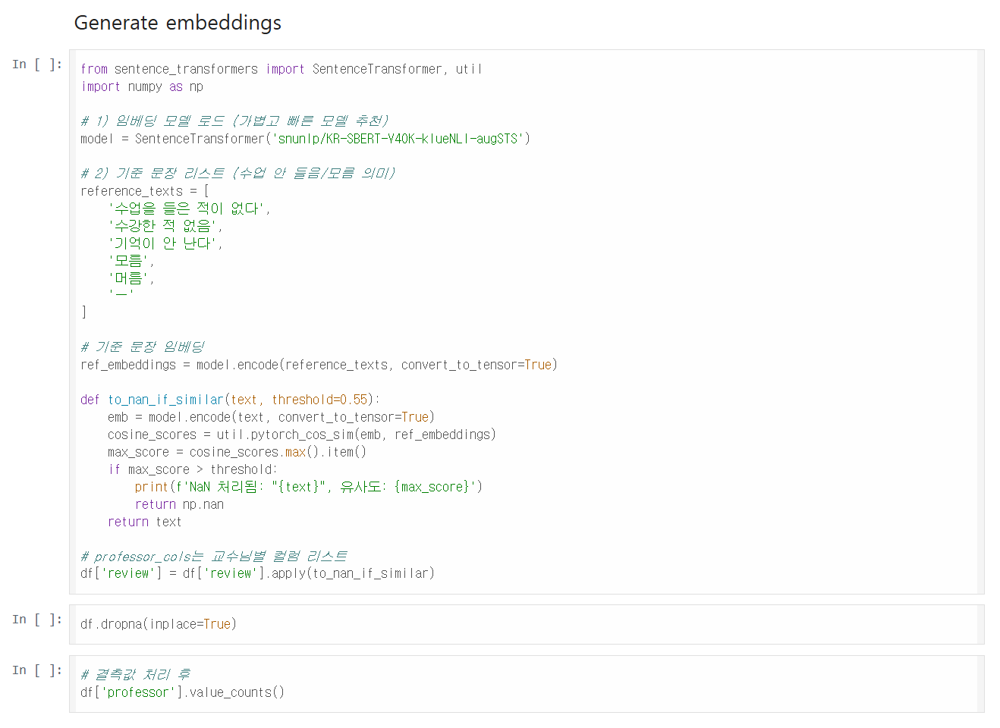 Generate embeddings
In [ ]:
from sentence_transformers import SentenceTransformer, util
import numpy as np
# 1) 임베딩 모델 로드 (가볍고 빠른 모델 추천)
model = SentenceTransformer('snunlp/KR-SBERT-V40K-klueNLI-augSTS')
# 2) 기준 문장 리스트 (수업 안 들음/모름 의미)
reference_texts = [
'수업을 들은 적이 없다',
'수강한 적 없음',
'기억이 안 난다',
'모름',
'머름',
'ㅡ'
]
# 기준 문장 임베딩
ref_embeddings = model.encode(reference_texts, convert_to_tensor=True)
def to_nan_if_similar(text, threshold=0.55):
emb = model.encode(text, convert_to_tensor=True)
cosine_scores = util.pytorch_cos_sim(emb, ref_embeddings)
max_score = cosine_scores.max().item()
if max_score > threshold:
print(f'NaN 처리됨: "{text}", 유사도: {max_score}')
return np.nan
return text
# professor_cols는 교수님별 컬럼 리스트
df['review'] = df['review'].apply(to_nan_if_similar)
In [ ]:
df.dropna(inplace=True)
In [ ]:
# 결측값 처리 후
df['professor'].value_counts()